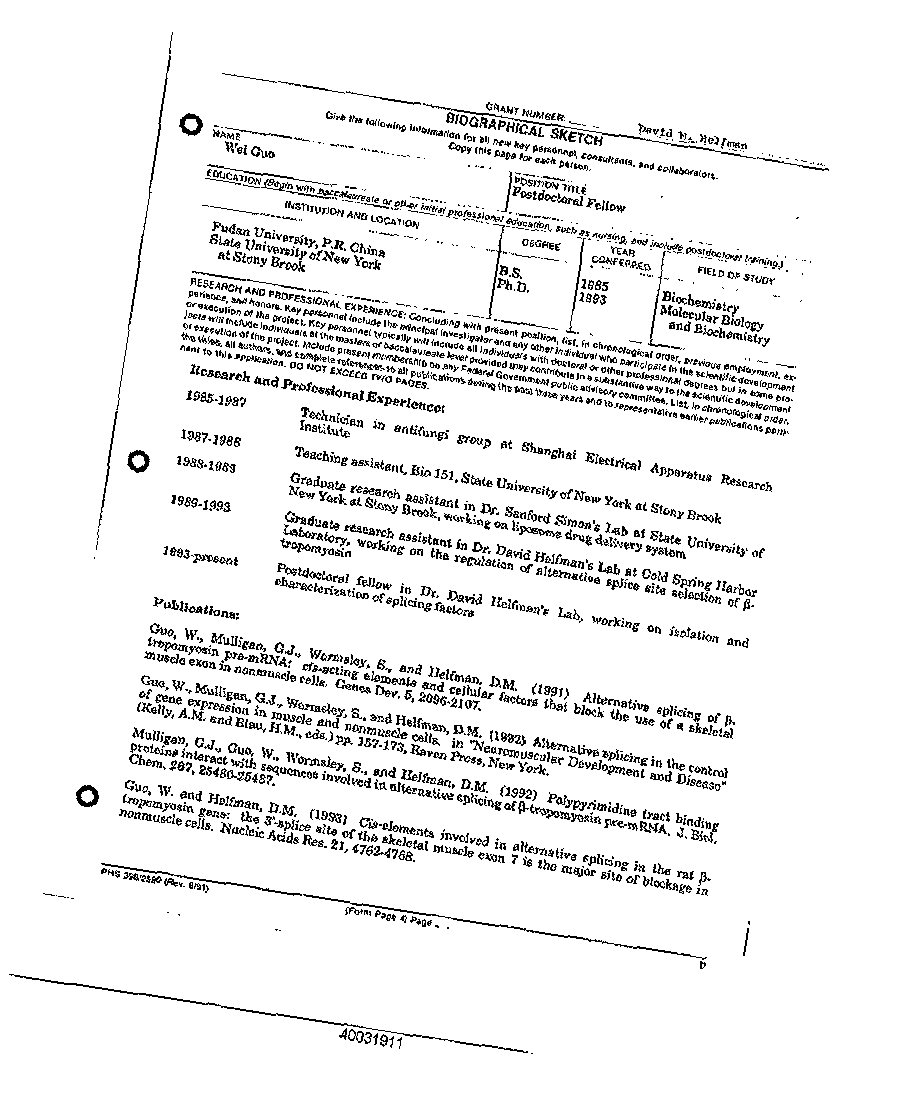 GRANT NUMBER
David M. Helfman
BIOGRAPHICAL SKETCH
Give the following information for all new key personnel, consultants, and collaborators.
Copy this page for each person.
NAME
Wei Guo
POSITION TITLE
Postdoctoral Fellow
EDUCATION (Begin with baccalaureate or other initial professional education, such as nursing, and include postdoctoral training.)
INSTITUTION AND LOCATION
DEGREE
YEAR CONFERRED
FIELD OF STUDY
Fudan University, P.R. China
State University of New York
at Stony Brook
B.S.
Ph.D.
1985
1993
Biochemistry
Molecular Biology
and Biochemistry
RESEARCH AND PROFESSIONAL EXPERIENCE: Concluding with present position, list, in chronological order, previous employment, ex-
perience, and honors. Key personnel include the principal investigator and any other individual who participate in the scientific development
or execution of the project. Key personnel typically will include all individuals with doctoral or other professional degrees but in some pro-
jects will include individuals at the masters or baccalaureate level provided they contribute in a substantive way to the scientific development
or execution of the project. Include present membership on any Federal Government public advisory committee. List, in chronological order,
the titles, all authors, and complete references to all publications during the past three years and to representative earlier publications perti-
nent to this application. DO NOT EXCEED TWO PAGES.
Research and Professional Experience:
1985-1987
Technician in antifungi group at Shanghai Electrical Apparatus Research
Institute
1987-1988
Teaching assistant, Bio 151, State University of New York at Stony Brook
1988-1989
Graduate research assistant in Dr. Sanford Simon's Lab at State University of
New York at Stony Brook, working on liposome drug delivery system
1989-1993
Graduate research assistant in Dr. David Helfman's Lab at Cold Spring Harbor
Laboratory, working on the regulation of alternative splice site selection of β-
tropomyosin
1993-present
Postdoctoral fellow in Dr. David Helfman's Lab, working on isolation and
characterization of splicing factors
Publications:
Guo, W., Mulligan, G.J., Wormsley, S., and Helfman, D.M. (1991) Alternative splicing of β-
tropomyosin pre-mRNA: cis-acting elements and cellular factors that block the use of a skeletal
muscle exon in nonmuscle cells. Genes Dev. 5, 2096-2107.
Guo, W., Mulligan, G.J., Wormsley, S., and Helfman, D.M. (1992) Alternative splicing in the control
of gene expression in muscle and nonmuscle cells. in "Neuromuscular Development and Disease"
(Kelly, A.M. and Blau, H.M., eds.) pp. 157-173, Raven Press, New York.
Mulligan, G.J., Guo, W., Wormsley, S., and Helfman, D.M. (1992) Polypyrimidine tract binding
proteins interact with sequences involved in alternative splicing of β-tropomyosin pre-mRNA. J. Biol.
Chem. 267, 25480-25487.
Guo, W. and Helfman, D.M. (1993) Cis-elements involved in alternative splicing in the rat β-
tropomyosin gene: the 3'-splice site of the skeletal muscle exon 7 is the major site of blockage in
nonmuscle cells. Nucleic Acids Res. 21, 4762-4768.
PHS 398/2590 (Rev. 9/91)
(Form Page 4) Page
40031911